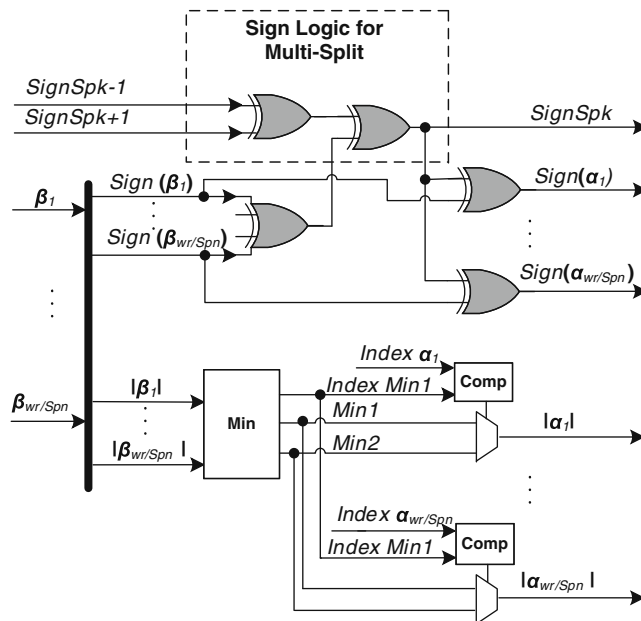 Sign Logic for
Multi-Split
SignSpk-1
SignSpk+1
SignSpk
β1
Sign (β1)
Sign(α1)
Sign (βwr/Spn)
Sign(αwr/Spn)
βwr/Spn
|β1|
|βwr/Spn |
Min
Index α1
Index Min1
Comp
Min1
Min2
|α1|
Index αwr/Spn
Index Min1
Comp
|αwr/Spn |